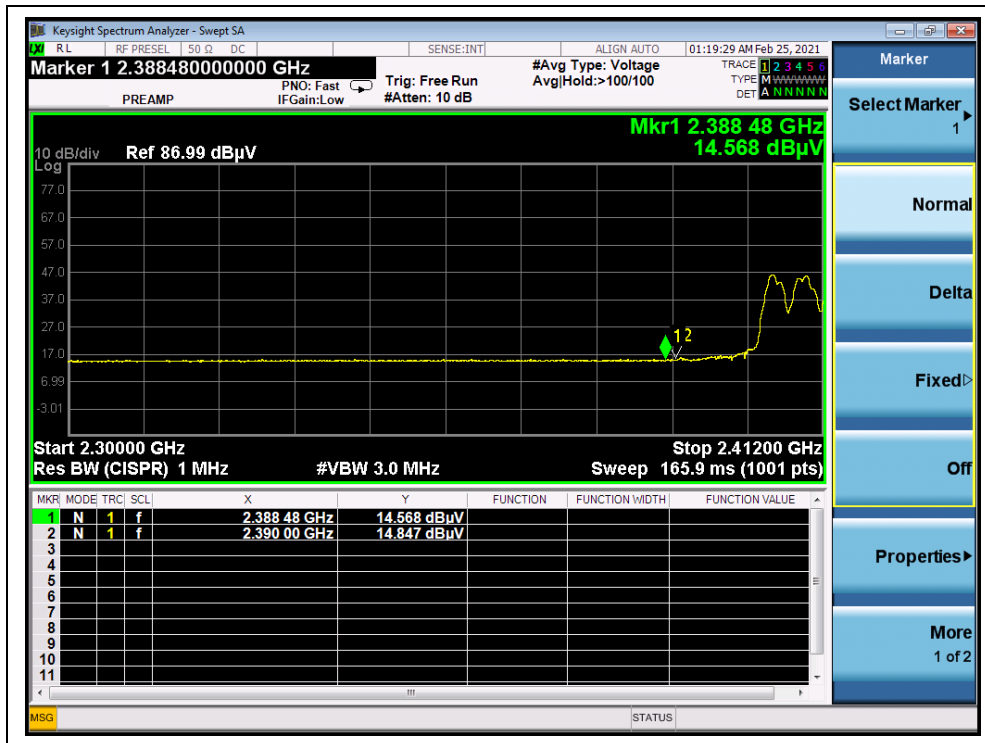 Keysight Spectrum Analyzer - Swept SA
LXI RL RF PRESEL 50 Ω DC SENSE:INT ALIGN AUTO 01:19:29 AM Feb 25, 2021
Marker 1 2.388480000000 GHz #Avg Type: Voltage TRACE 1 2 3 4 5 6
PNO: Fast Trig: Free Run Avg|Hold:>100/100 TYPE M WWWWW
PREAMP IFGain:Low #Atten: 10 dB DET A N N N N N
Mkr1 2.388 48 GHz
10 dB/div Ref 86.99 dBµV 14.568 dBµV
Log
77.0
67.0
57.0
47.0
37.0
27.0
1 2
17.0
6.99
-3.01
Start 2.30000 GHz Stop 2.41200 GHz
Res BW (CISPR) 1 MHz #VBW 3.0 MHz Sweep 165.9 ms (1001 pts)
MKR MODE TRC SCL X Y FUNCTION FUNCTION WIDTH FUNCTION VALUE
1 N 1 f 2.388 48 GHz 14.568 dBµV
2 N 1 f 2.390 00 GHz 14.847 dBµV
3
4
5
6
7
8
9
10
11
MSG STATUS
Marker
Select Marker
1
Normal
Delta
Fixed
Off
Properties
More
1 of 2